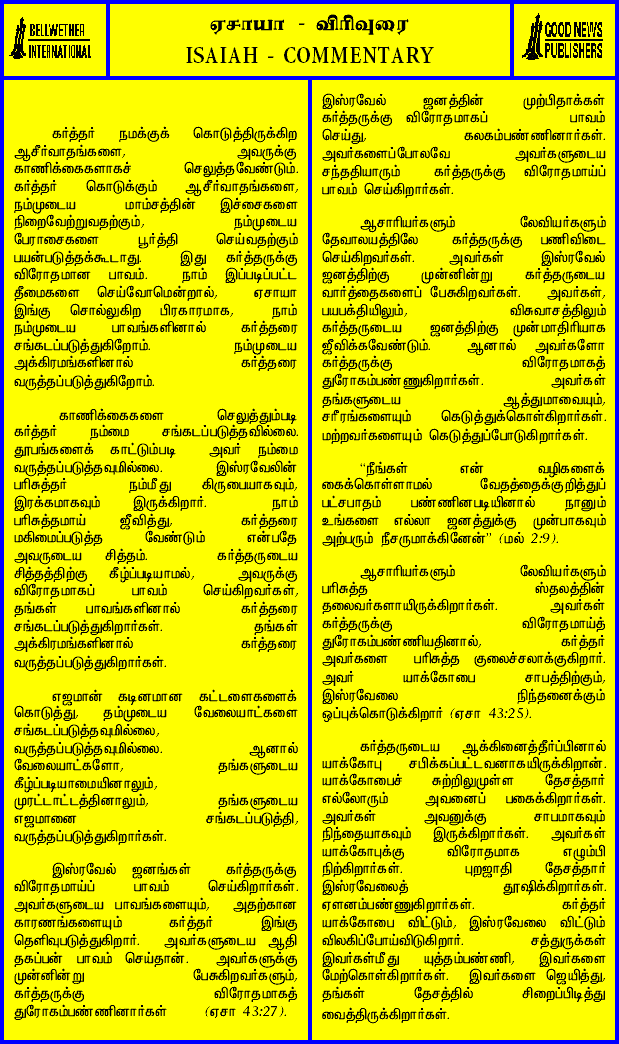 BELLWETHER
INTERNATIONAL
ஏசாயா - விரிவுரை
ISAIAH - COMMENTARY
GOOD NEWS
PUBLISHERS
கர்த்தர் நமக்குக் கொடுத்திருக்கிற
ஆசீர்வாதங்களை, அவருக்கு
காணிக்கைகளாகச் செலுத்தவேண்டும்.
கர்த்தர் கொடுக்கும் ஆசீர்வாதங்களை,
நம்முடைய மாம்சத்தின் இச்சைகளை
நிறைவேற்றுவதற்கும், நம்முடைய
பேராசைகளை பூர்த்தி செய்வதற்கும்
பயன்படுத்தக்கூடாது. இது கர்த்தருக்கு
விரோதமான பாவம். நாம் இப்படிப்பட்ட
தீமைகளை செய்வோமென்றால், ஏசாயா
இங்கு சொல்லுகிற பிரகாரமாக, நாம்
நம்முடைய பாவங்களினால் கர்த்தரை
சங்கடப்படுத்துகிறோம். நம்முடைய
அக்கிரமங்களினால் கர்த்தரை
வருத்தப்படுத்துகிறோம்.
காணிக்கைகளை செலுத்தும்படி
கர்த்தர் நம்மை சங்கடப்படுத்தவில்லை.
தூபங்களைக் காட்டும்படி அவர் நம்மை
வருத்தப்படுத்தவுமில்லை. இஸ்ரவேலின்
பரிசுத்தர் நம்மீது கிருபையாகவும்,
இரக்கமாகவும் இருக்கிறார். நாம்
பரிசுத்தமாய் ஜீவித்து, கர்த்தரை
மகிமைப்படுத்த வேண்டும் என்பதே
அவருடைய சித்தம். கர்த்தருடைய
சித்தத்திற்கு கீழ்ப்படியாமல், அவருக்கு
விரோதமாகப் பாவம் செய்கிறவர்கள்,
தங்கள் பாவங்களினால் கர்த்தரை
சங்கடப்படுத்துகிறார்கள். தங்கள்
அக்கிரமங்களினால் கர்த்தரை
வருத்தப்படுத்துகிறார்கள்.
எஜமான் கடினமான கட்டளைகளைக்
கொடுத்து, தம்முடைய வேலையாட்களை
சங்கடப்படுத்தவுமில்லை,
வருத்தப்படுத்தவுமில்லை. ஆனால்
வேலையாட்களோ, தங்களுடைய
கீழ்ப்படியாமையினாலும்,
முரட்டாட்டத்தினாலும், தங்களுடைய
எஜமானை சங்கடப்படுத்தி,
வருத்தப்படுத்துகிறார்கள்.
இஸ்ரவேல் ஜனங்கள் கர்த்தருக்கு
விரோதமாய்ப் பாவம் செய்கிறார்கள்.
அவர்களுடைய பாவங்களையும், அதற்கான
காரணங்களையும் கர்த்தர் இங்கு
தெளிவுபடுத்துகிறார். அவர்களுடைய ஆதி
தகப்பன் பாவம் செய்தான். அவர்களுக்கு
முன்னின்று பேசுகிறவர்களும்,
கர்த்தருக்கு விரோதமாகத்
துரோகம்பண்ணினார்கள் (ஏசா 43:27).
இஸ்ரவேல் ஜனத்தின் முற்பிதாக்கள்
கர்த்தருக்கு விரோதமாகப் பாவம்
செய்து, கலகம்பண்ணினார்கள்.
அவர்களைப்போலவே அவர்களுடைய
சந்ததியாரும் கர்த்தருக்கு விரோதமாய்ப்
பாவம் செய்கிறார்கள்.
ஆசாரியர்களும் லேவியர்களும்
தேவாலயத்திலே கர்த்தருக்கு பணிவிடை
செய்கிறவர்கள். அவர்கள் இஸ்ரவேல்
ஜனத்திற்கு முன்னின்று கர்த்தருடைய
வார்த்தைகளைப் பேசுகிறவர்கள். அவர்கள்,
பயபக்தியிலும், விசுவாசத்திலும்
கர்த்தருடைய ஜனத்திற்கு முன்மாதிரியாக
ஜீவிக்கவேண்டும். ஆனால் அவர்களோ
கர்த்தருக்கு விரோதமாகத்
துரோகம்பண்ணுகிறார்கள். அவர்கள்
தங்களுடைய ஆத்துமாவையும்,
சரீரங்களையும் கெடுத்துக்கொள்கிறார்கள்.
மற்றவர்களையும் கெடுத்துப்போடுகிறார்கள்.
“நீங்கள் என் வழிகளைக்
கைக்கொள்ளாமல் வேதத்தைக்குறித்துப்
பட்சபாதம் பண்ணினபடியினால் நானும்
உங்களை எல்லா ஜனத்துக்கு முன்பாகவும்
அற்பரும் நீசருமாக்கினேன்” (மல் 2:9).
ஆசாரியர்களும் லேவியர்களும்
பரிசுத்த ஸ்தலத்தின்
தலைவர்களாயிருக்கிறார்கள். அவர்கள்
கர்த்தருக்கு விரோதமாய்த்
துரோகம்பண்ணியதினால், கர்த்தர்
அவர்களை பரிசுத்த குலைச்சலாக்குகிறார்.
அவர் யாக்கோபை சாபத்திற்கும்,
இஸ்ரவேலை நிந்தனைக்கும்
ஒப்புக்கொடுக்கிறார் (ஏசா 43:25).
கர்த்தருடைய ஆக்கினைத்தீர்ப்பினால்
யாக்கோபு சபிக்கப்பட்டவனாகயிருக்கிறான்.
யாக்கோபைச் சுற்றிலுமுள்ள தேசத்தார்
எல்லோரும் அவனைப் பகைக்கிறார்கள்.
அவர்கள் அவனுக்கு சாபமாகவும்
நிந்தையாகவும் இருக்கிறார்கள். அவர்கள்
யாக்கோபுக்கு விரோதமாக எழும்பி
நிற்கிறார்கள். புறஜாதி தேசத்தார்
இஸ்ரவேலைத் தூஷிக்கிறார்கள்.
ஏளனம்பண்ணுகிறார்கள். கர்த்தர்
யாக்கோபை விட்டும், இஸ்ரவேலை விட்டும்
விலகிப்போய்விடுகிறார். சத்துருக்கள்
இவர்கள்மீது யுத்தம்பண்ணி, இவர்களை
மேற்கொள்கிறார்கள். இவர்களை ஜெயித்து,
தங்கள் தேசத்தில் சிறைப்பிடித்து
வைத்திருக்கிறார்கள்.